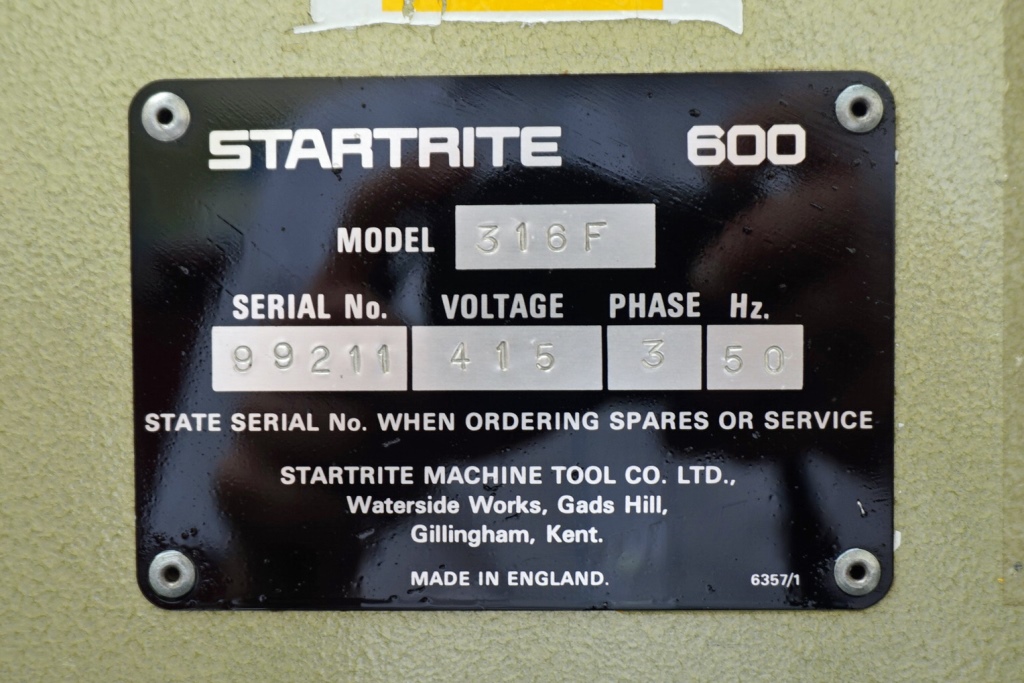 STARTRITE 600
MODEL 316F
SERIAL No. VOLTAGE PHASE Hz.
99211 415 3 50
STATE SERIAL No. WHEN ORDERING SPARES OR SERVICE
STARTRITE MACHINE TOOL CO. LTD.,
Waterside Works, Gads Hill,
Gillingham, Kent.
MADE IN ENGLAND. 6357/1